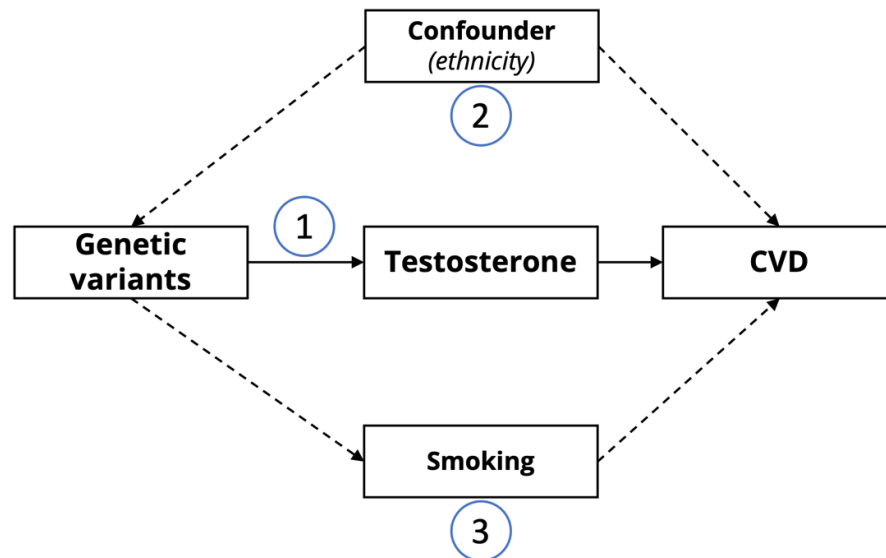 Confounder
(ethnicity)
2
1
Genetic
variants
Testosterone
CVD
Smoking
3